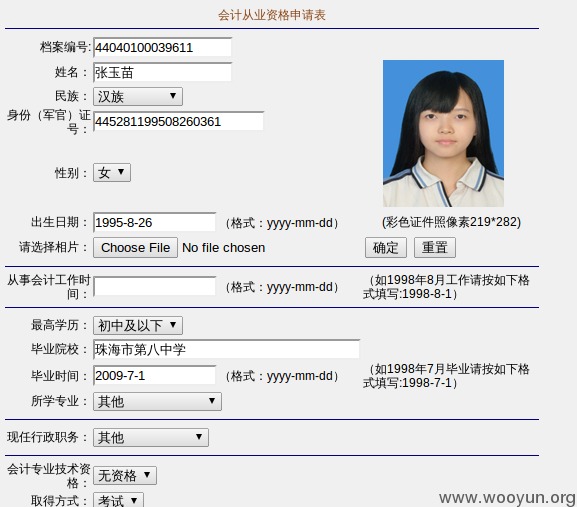 会计从业资格申请表
档案编号: 44040100039611
姓名： 张玉苗
民族： 汉族
身份（军官）证
号： 445281199508260361
性别： 女
出生日期： 1995-8-26 （格式：yyyy-mm-dd） (彩色证件照像素219*282)
请选择相片： Choose File No file chosen 确定 重置
从事会计工作时
间： （格式：yyyy-mm-dd） （如1998年8月工作请按如下格
式填写:1998-8-1）
最高学历： 初中及以下
毕业院校： 珠海市第八中学
毕业时间： 2009-7-1 （格式：yyyy-mm-dd） （如1998年7月毕业请按如下格
式填写:1998-7-1）
所学专业： 其他
现任行政职务： 其他
会计专业技术资
格： 无资格
取得方式： 考试
www.wooyun.org